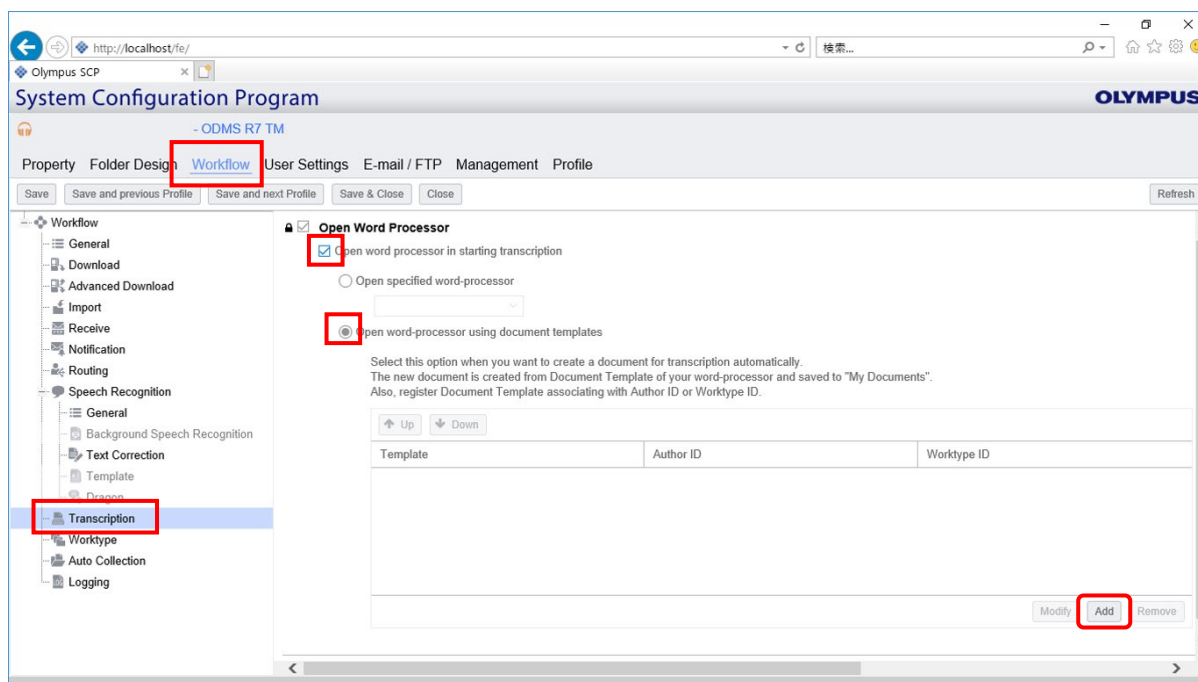 http://localhost/fe/
検索...
Olympus SCP
System Configuration Program
OLYMPUS
- ODMS R7 TM
Property Folder Design Workflow User Settings E-mail / FTP Management Profile
Save Save and previous Profile Save and next Profile Save & Close Close Refresh
Workflow
General
Download
Advanced Download
Import
Receive
Notification
Routing
Speech Recognition
General
Background Speech Recognition
Text Correction
Template
Dragon
Transcription
Worktype
Auto Collection
Logging
Open Word Processor
Open word processor in starting transcription
Open specified word-processor
Open word-processor using document templates
Select this option when you want to create a document for transcription automatically.
The new document is created from Document Template of your word-processor and saved to "My Documents".
Also, register Document Template associating with Author ID or Worktype ID.
Up Down
Template Author ID Worktype ID
Modify Add Remove